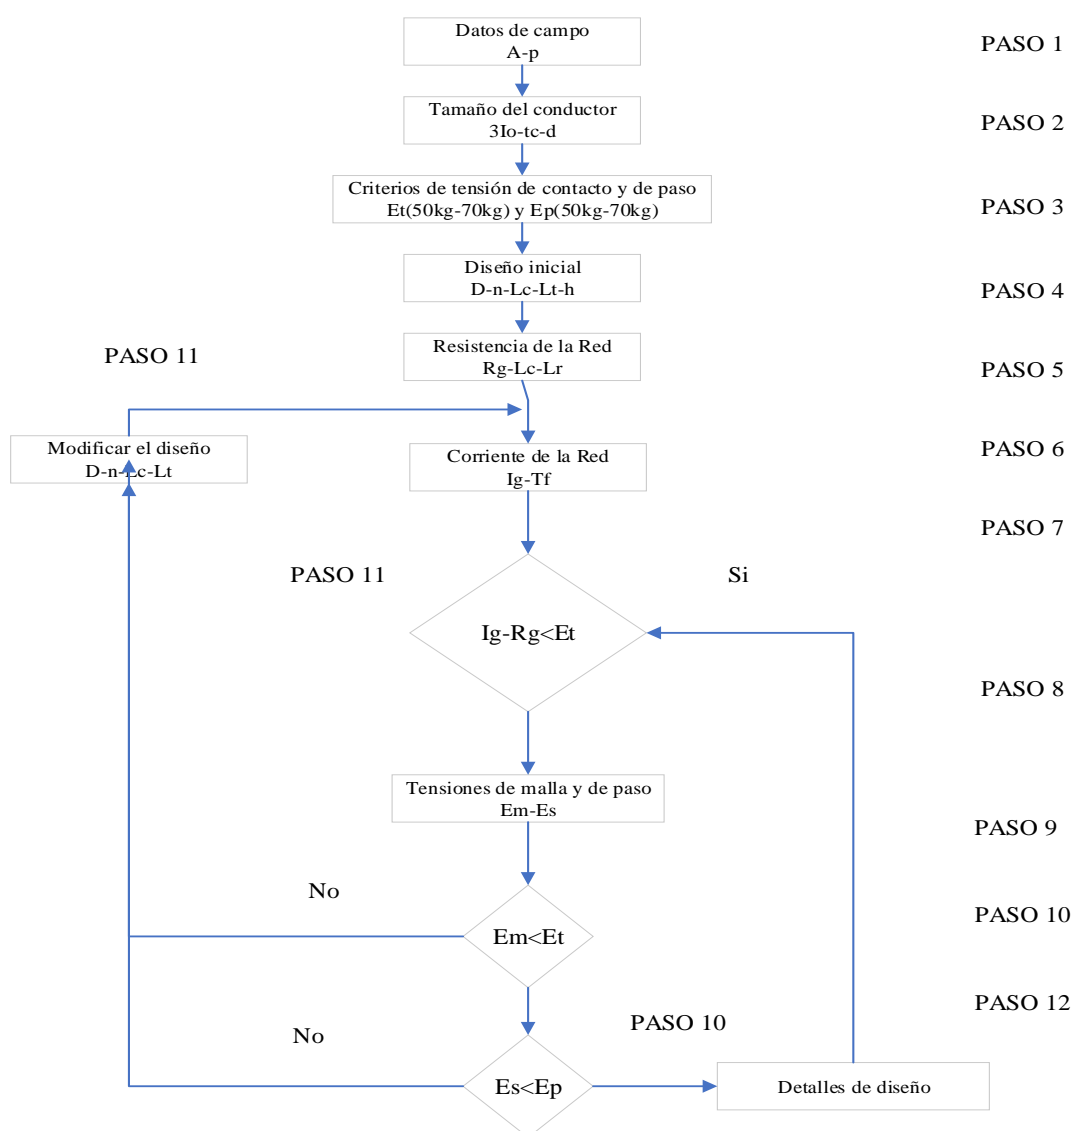 Datos de campo
A-p
PASO 1
Tamaño del conductor
3Io-tc-d
PASO 2
Criterios de tensión de contacto y de paso
Et(50kg-70kg) y Ep(50kg-70kg)
PASO 3
Diseño inicial
D-n-Lc-Lt-h
PASO 4
Resistencia de la Red
Rg-Lc-Lr
PASO 11
PASO 5
Modificar el diseño
D-n-Lc-Lt
Corriente de la Red
Ig-Tf
PASO 6
PASO 7
PASO 11
Si
Ig-Rg<Et
PASO 8
Tensiones de malla y de paso
Em-Es
PASO 9
No
PASO 10
Em<Et
PASO 12
No
PASO 10
Es<Ep
Detalles de diseño